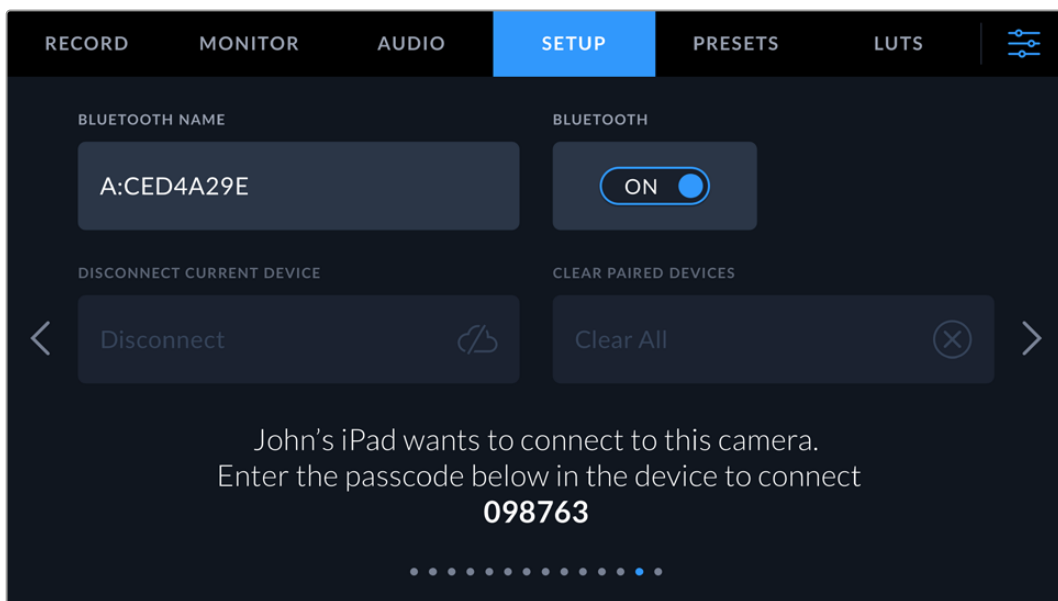 RECORD MONITOR AUDIO SETUP PRESETS LUTS
BLUETOOTH NAME BLUETOOTH
A:CED4A29E ON
DISCONNECT CURRENT DEVICE CLEAR PAIRED DEVICES
Disconnect Clear All
John’s iPad wants to connect to this camera.
Enter the passcode below in the device to connect
098763